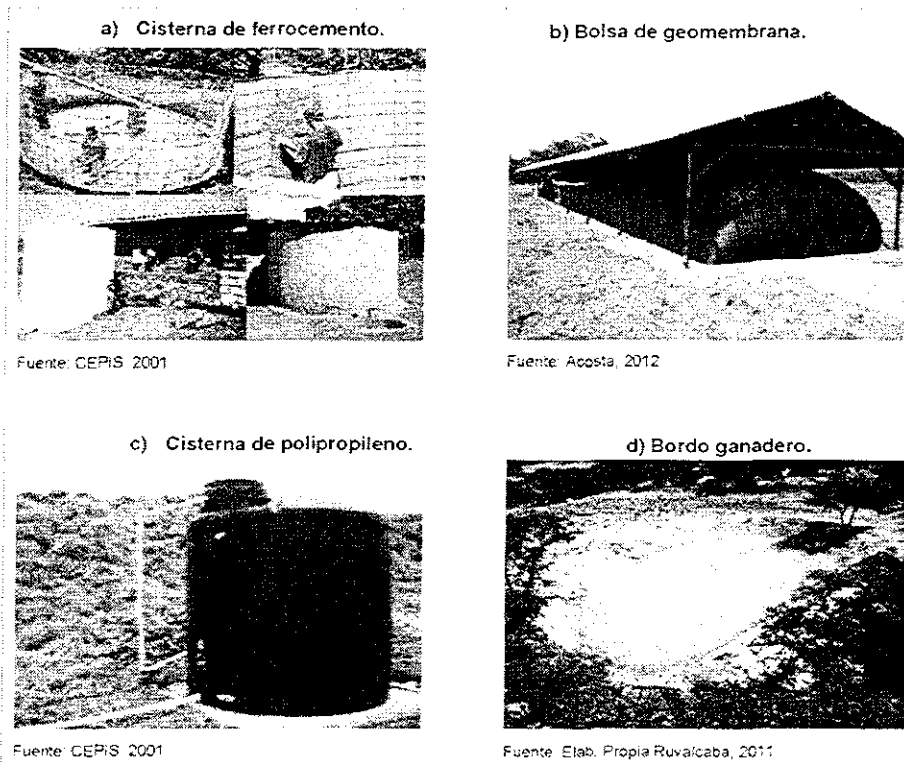 a) Cisterna de ferrocemento.
b) Bolsa de geomembrana.
Fuente: CEPIS 2001
Fuente: Acosta, 2012
c) Cisterna de polipropileno.
d) Bordo ganadero.
Fuente: CEPIS 2001
Fuente: Elab. Propia Ruvalcaba, 2011